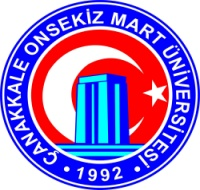 ÇANAKKALE ONSEKİZ MART ÜNİVERSİTESİ
• 1992 •